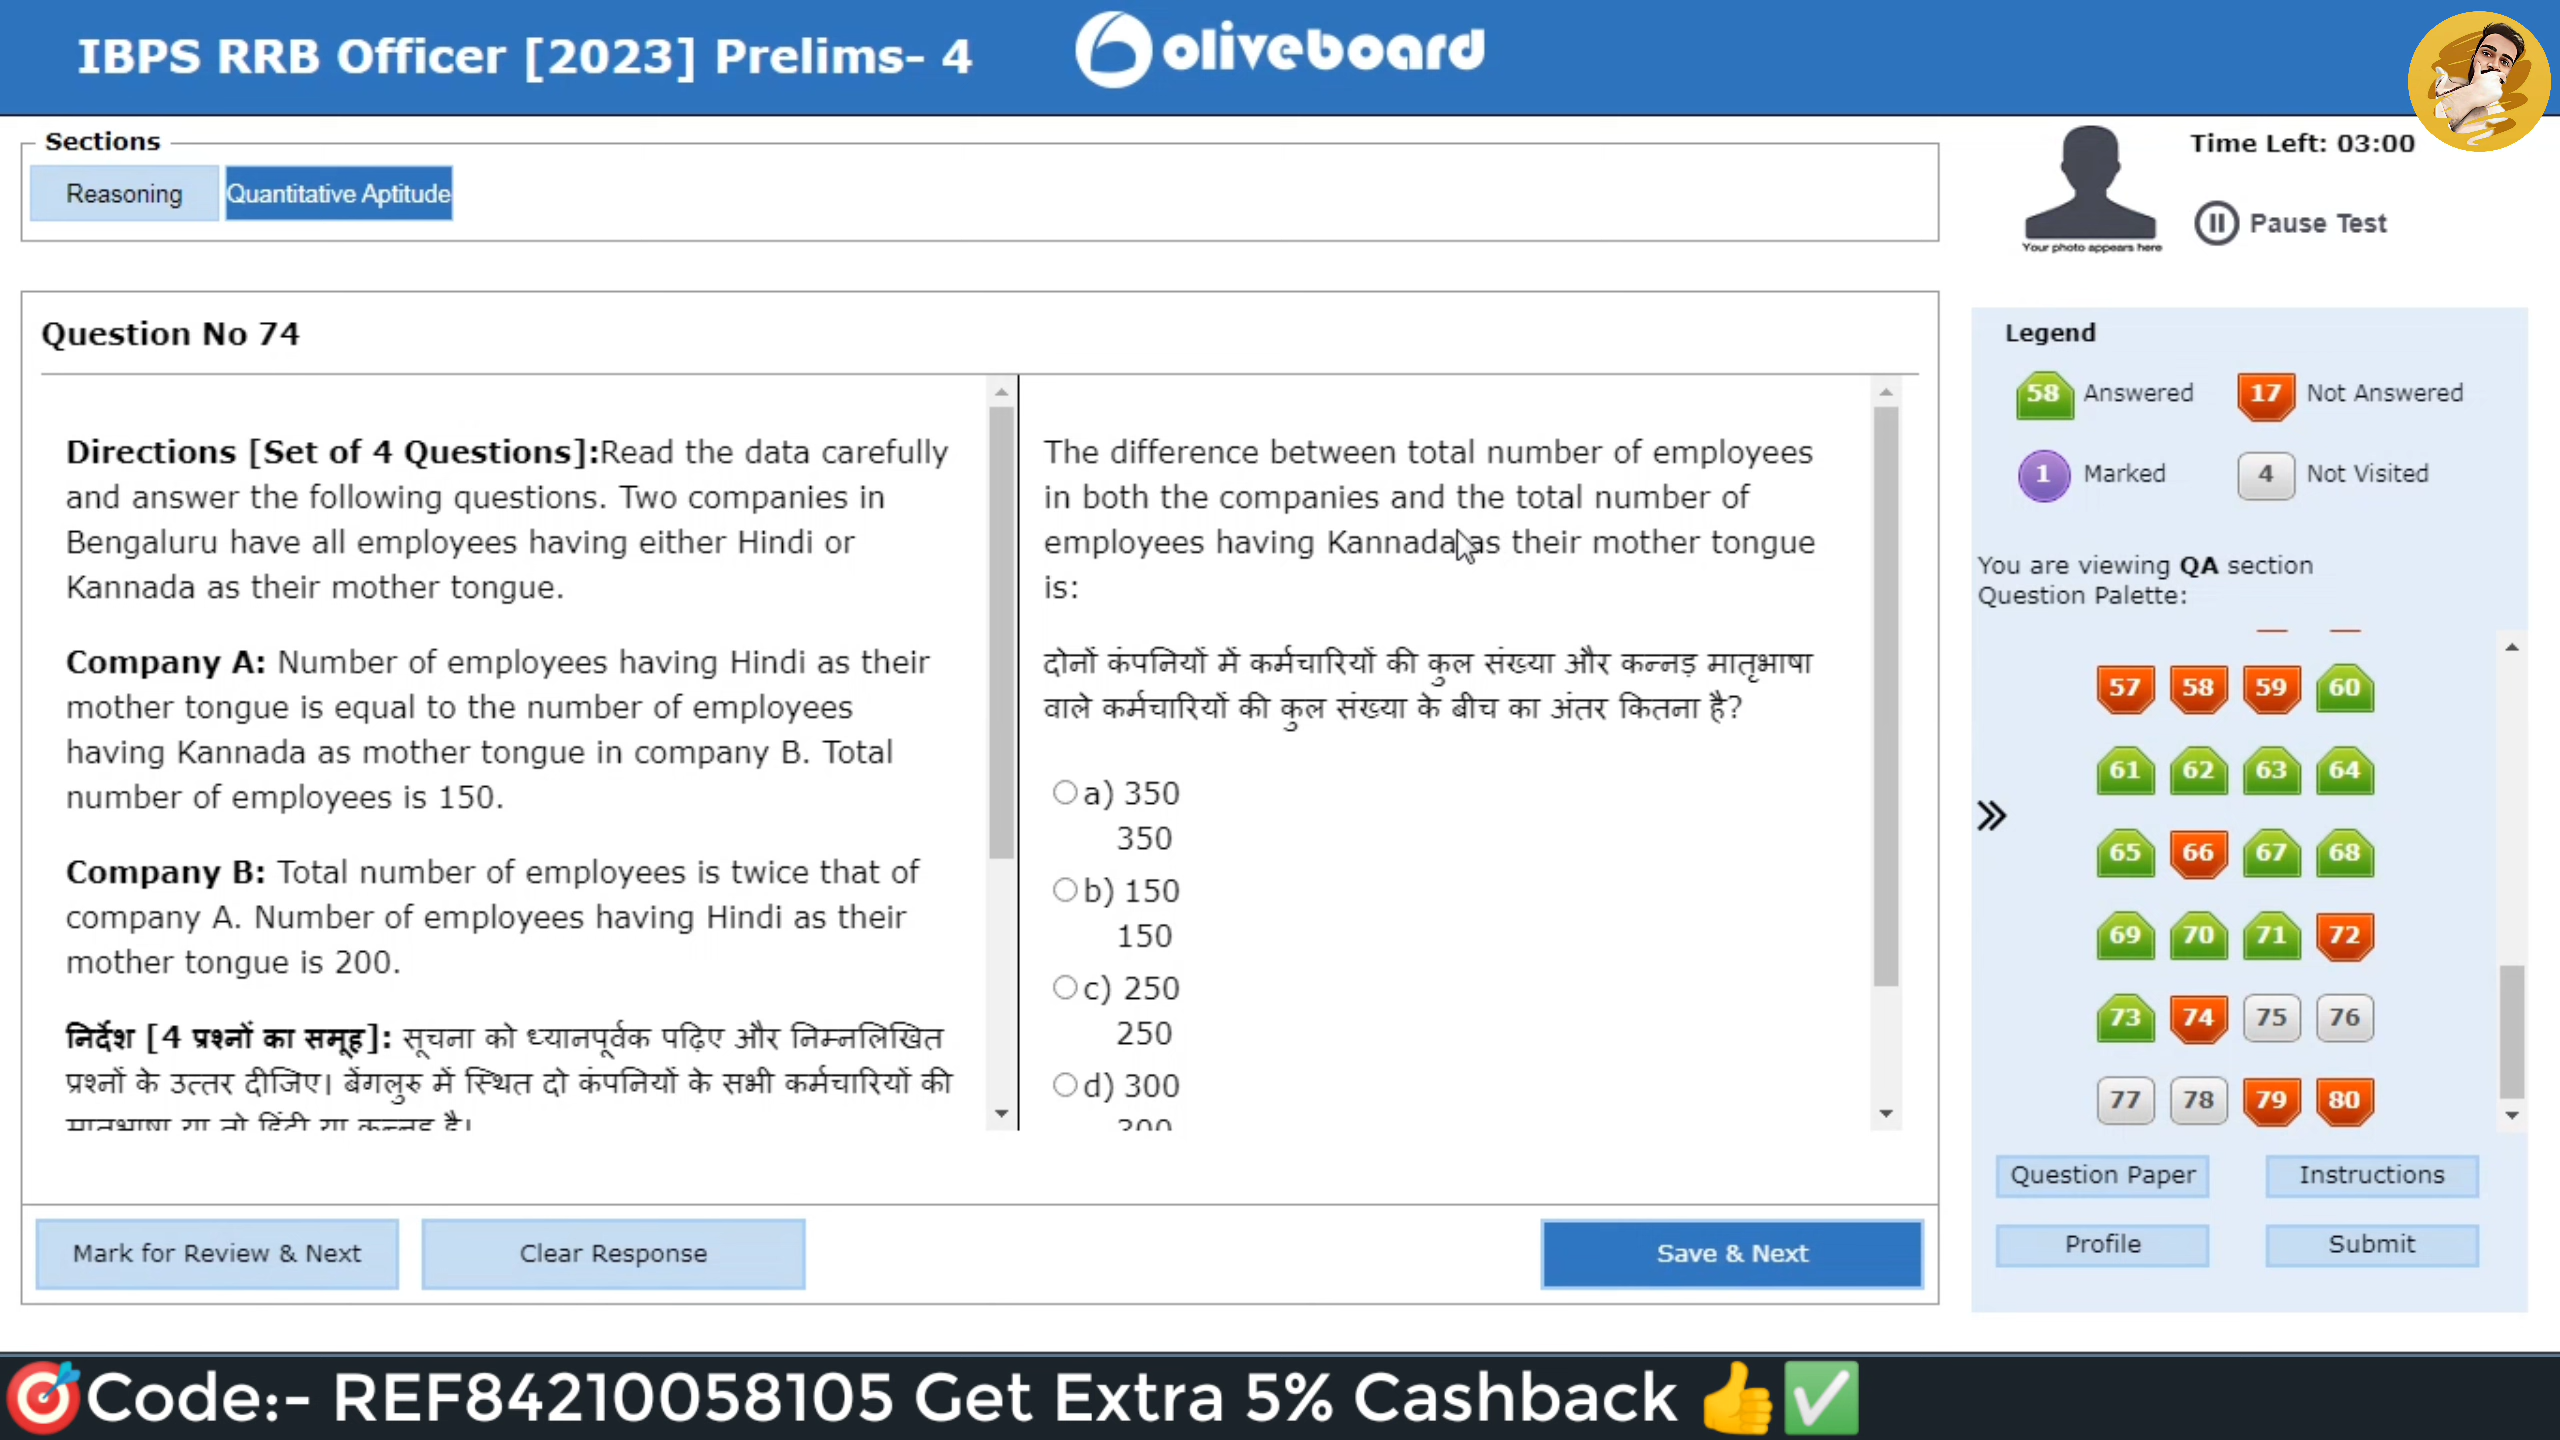 IBPS RRB Officer [2023] Prelims- 4
oliveboard
Sections
Reasoning
Quantitative Aptitude
Your photo appears here
Time Left: 03:00
Pause Test
Question No 74
Directions [Set of 4 Questions]:Read the data carefully
and answer the following questions. Two companies in
Bengaluru have all employees having either Hindi or
Kannada as their mother tongue.
Company A: Number of employees having Hindi as their
mother tongue is equal to the number of employees
having Kannada as mother tongue in company B. Total
number of employees is 150.
Company B: Total number of employees is twice that of
company A. Number of employees having Hindi as their
mother tongue is 200.
निर्देश [4 प्रश्नों का समूह]: सूचना को ध्यानपूर्वक पढ़िए और निम्नलिखित
प्रश्नों के उत्तर दीजिए। बेंगलुरु में स्थित दो कंपनियों के सभी कर्मचारियों की
मातृभाषा या तो हिंदी या कन्नड़ है।
The difference between total number of employees
in both the companies and the total number of
employees having Kannada as their mother tongue
is:
दोनों कंपनियों में कर्मचारियों की कुल संख्या और कन्नड़ मातृभाषा
वाले कर्मचारियों की कुल संख्या के बीच का अंतर कितना है?
a) 350
350
b) 150
150
c) 250
250
d) 300
300
Mark for Review & Next
Clear Response
Save & Next
Legend
58 Answered
17 Not Answered
1 Marked
4 Not Visited
You are viewing QA section
Question Palette:
57 58 59 60
61 62 63 64
65 66 67 68
69 70 71 72
73 74 75 76
77 78 79 80
Question Paper
Instructions
Profile
Submit
Code:- REF84210058105 Get Extra 5% Cashback